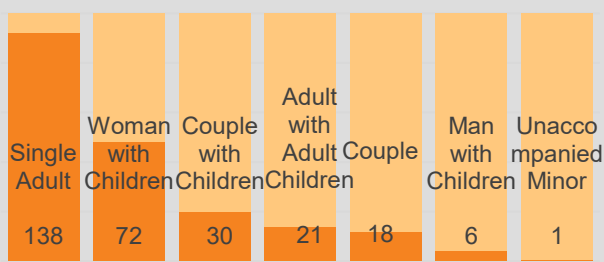 Single
Adult
138
Woman
with
Children
72
Couple
with
Children
30
Adult
with
Adult
Children
21
Couple
18
Man
with
Children
6
Unacco
mpanied
Minor
1